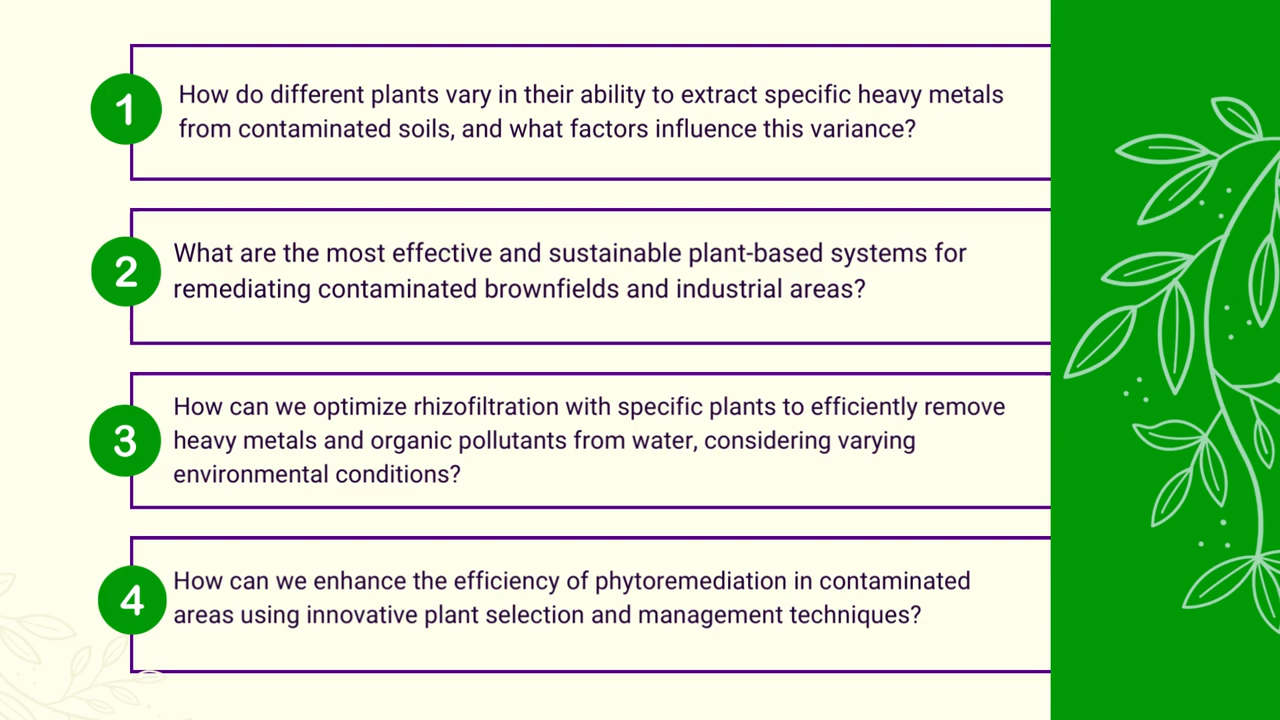 1
How do different plants vary in their ability to extract specific heavy metals
from contaminated soils, and what factors influence this variance?
2
What are the most effective and sustainable plant-based systems for
remediating contaminated brownfields and industrial areas?
3
How can we optimize rhizofiltration with specific plants to efficiently remove
heavy metals and organic pollutants from water, considering varying
environmental conditions?
4
How can we enhance the efficiency of phytoremediation in contaminated
areas using innovative plant selection and management techniques?